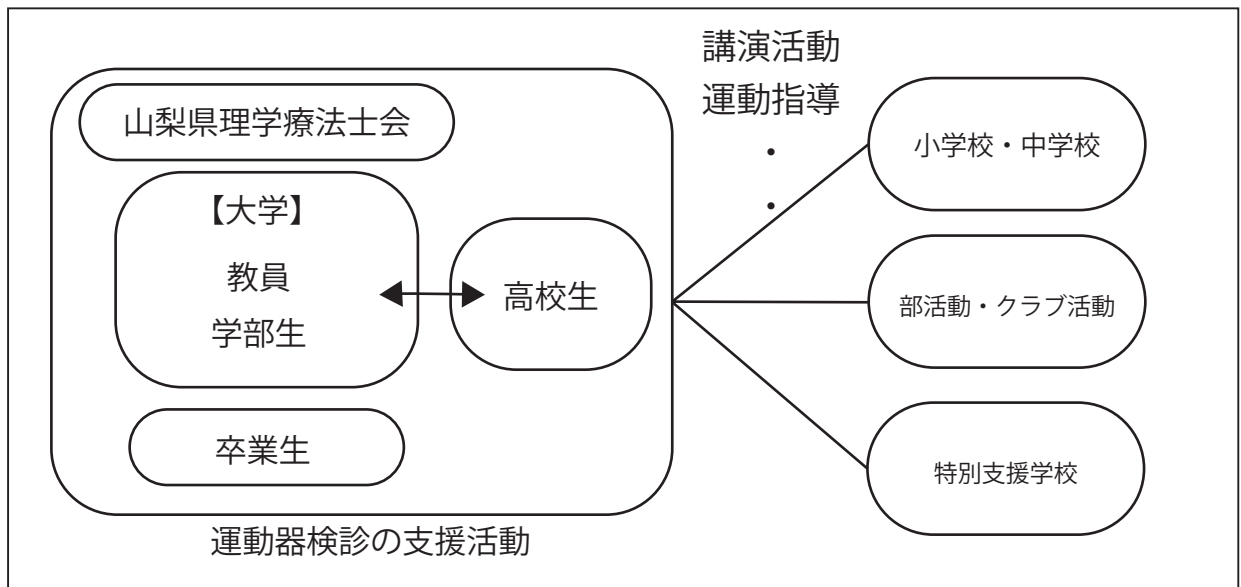 山梨県理学療法士会
【大学】
教員
学部生
高校生
卒業生
運動器検診の支援活動
講演活動
運動指導
・
・
小学校・中学校
部活動・クラブ活動
特別支援学校